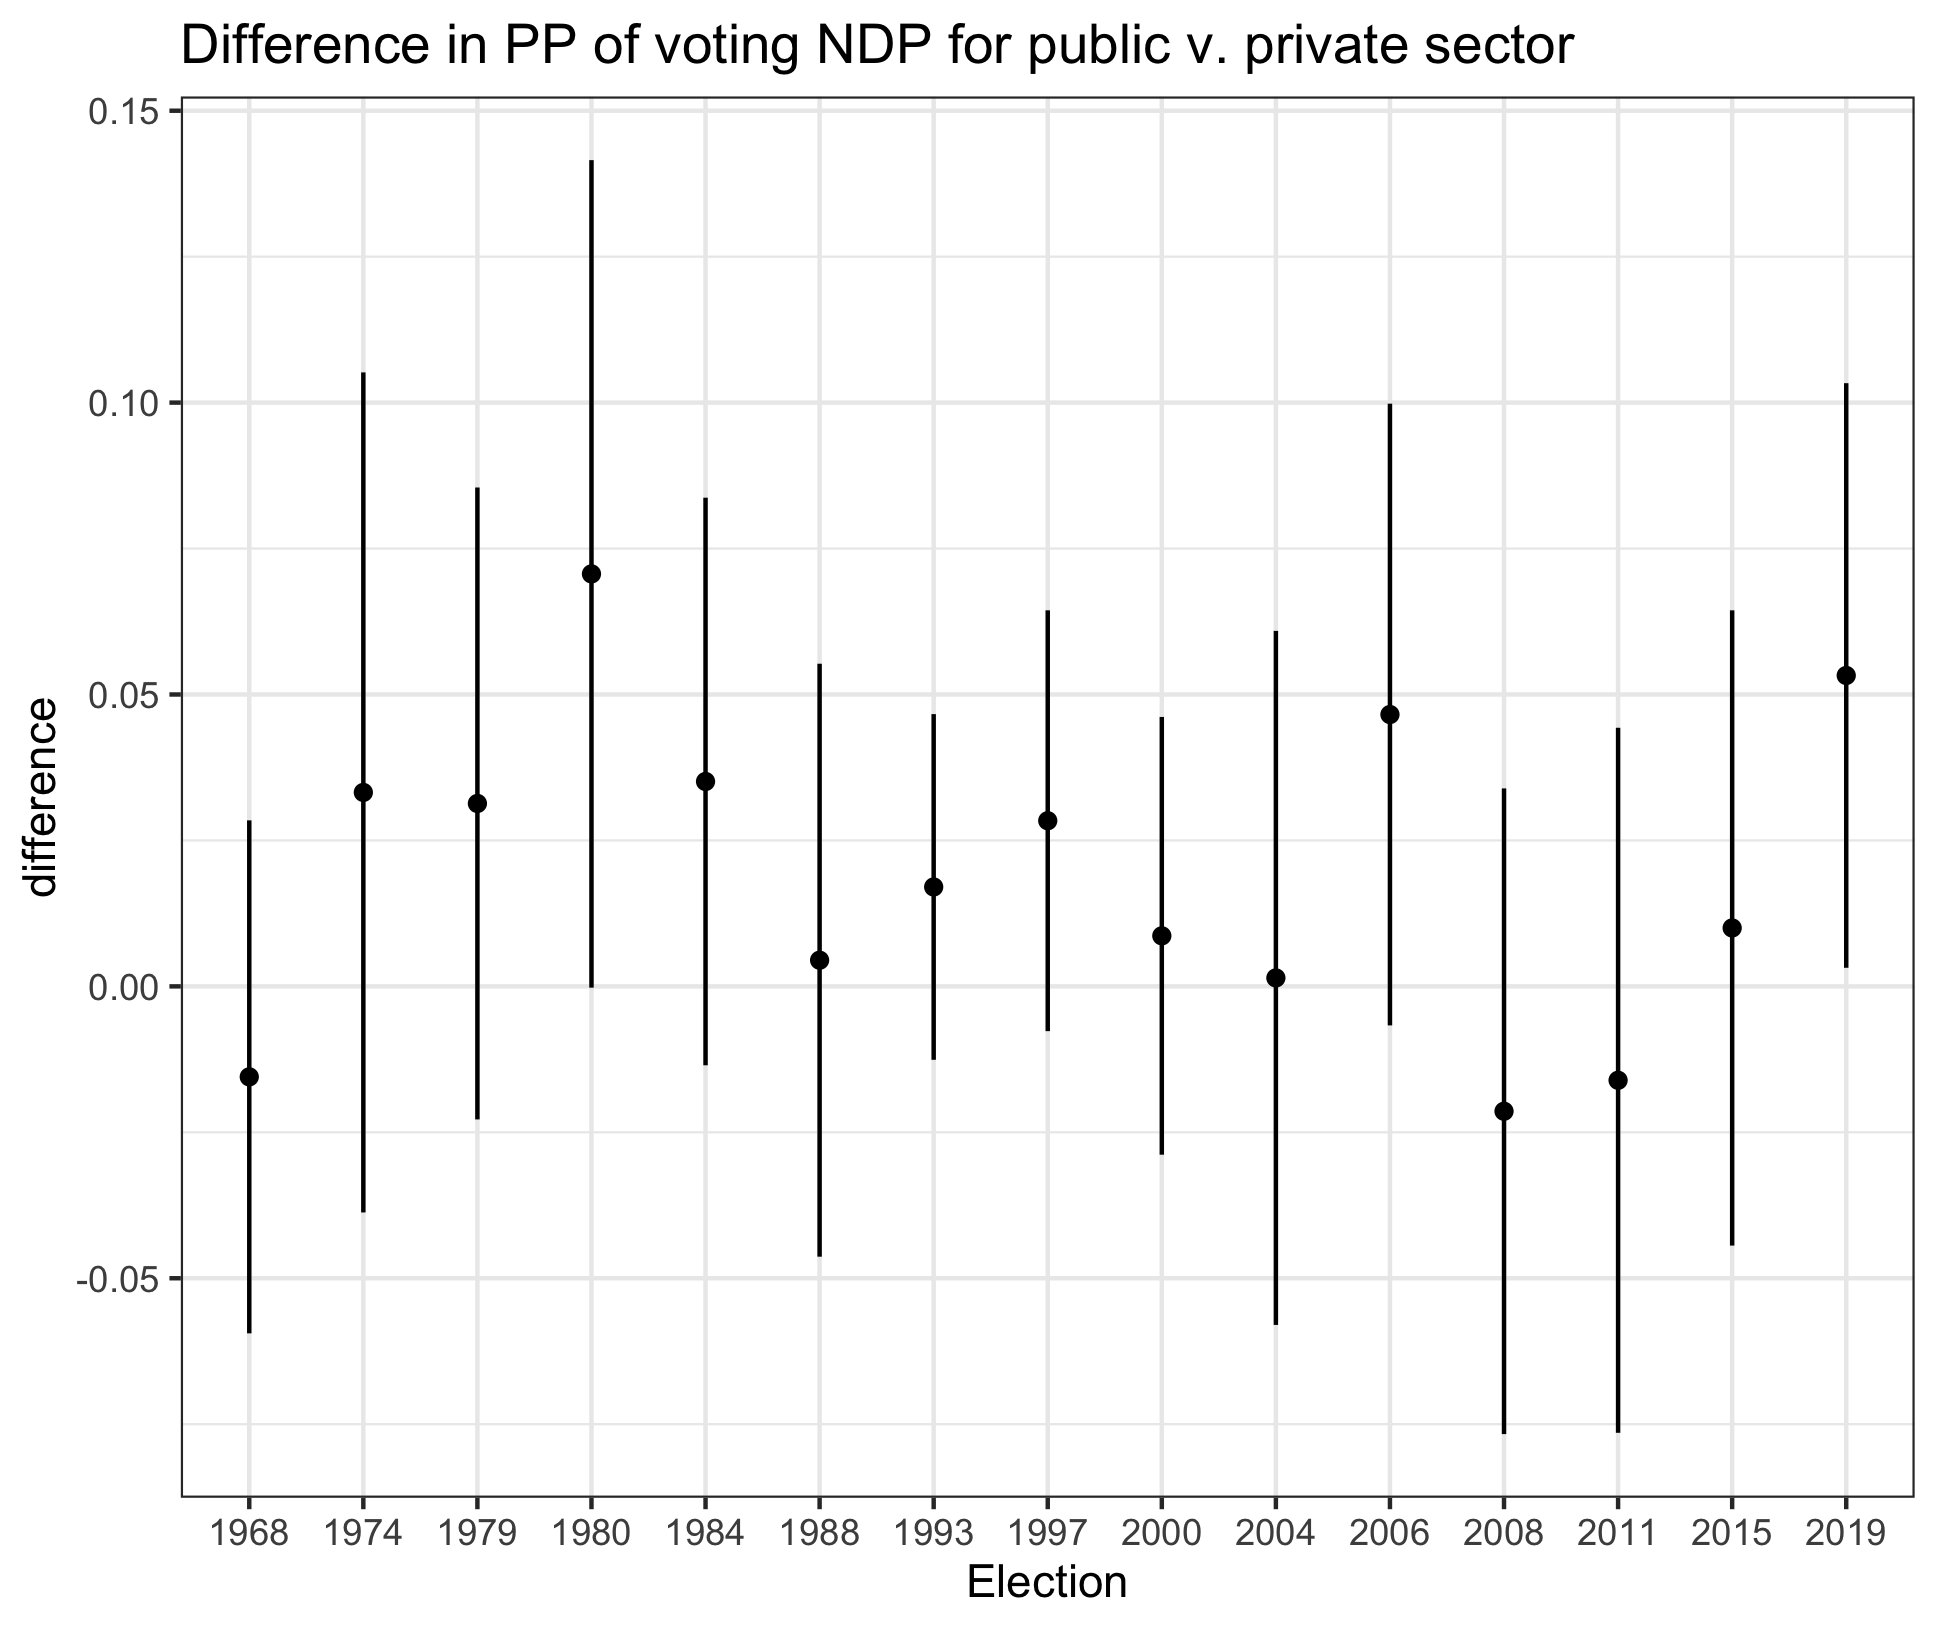 Difference in PP of voting NDP for public v. private sector
0.15
0.10
0.05
0.00
-0.05
difference
1968 1974 1979 1980 1984 1988 1993 1997 2000 2004 2006 2008 2011 2015 2019
Election